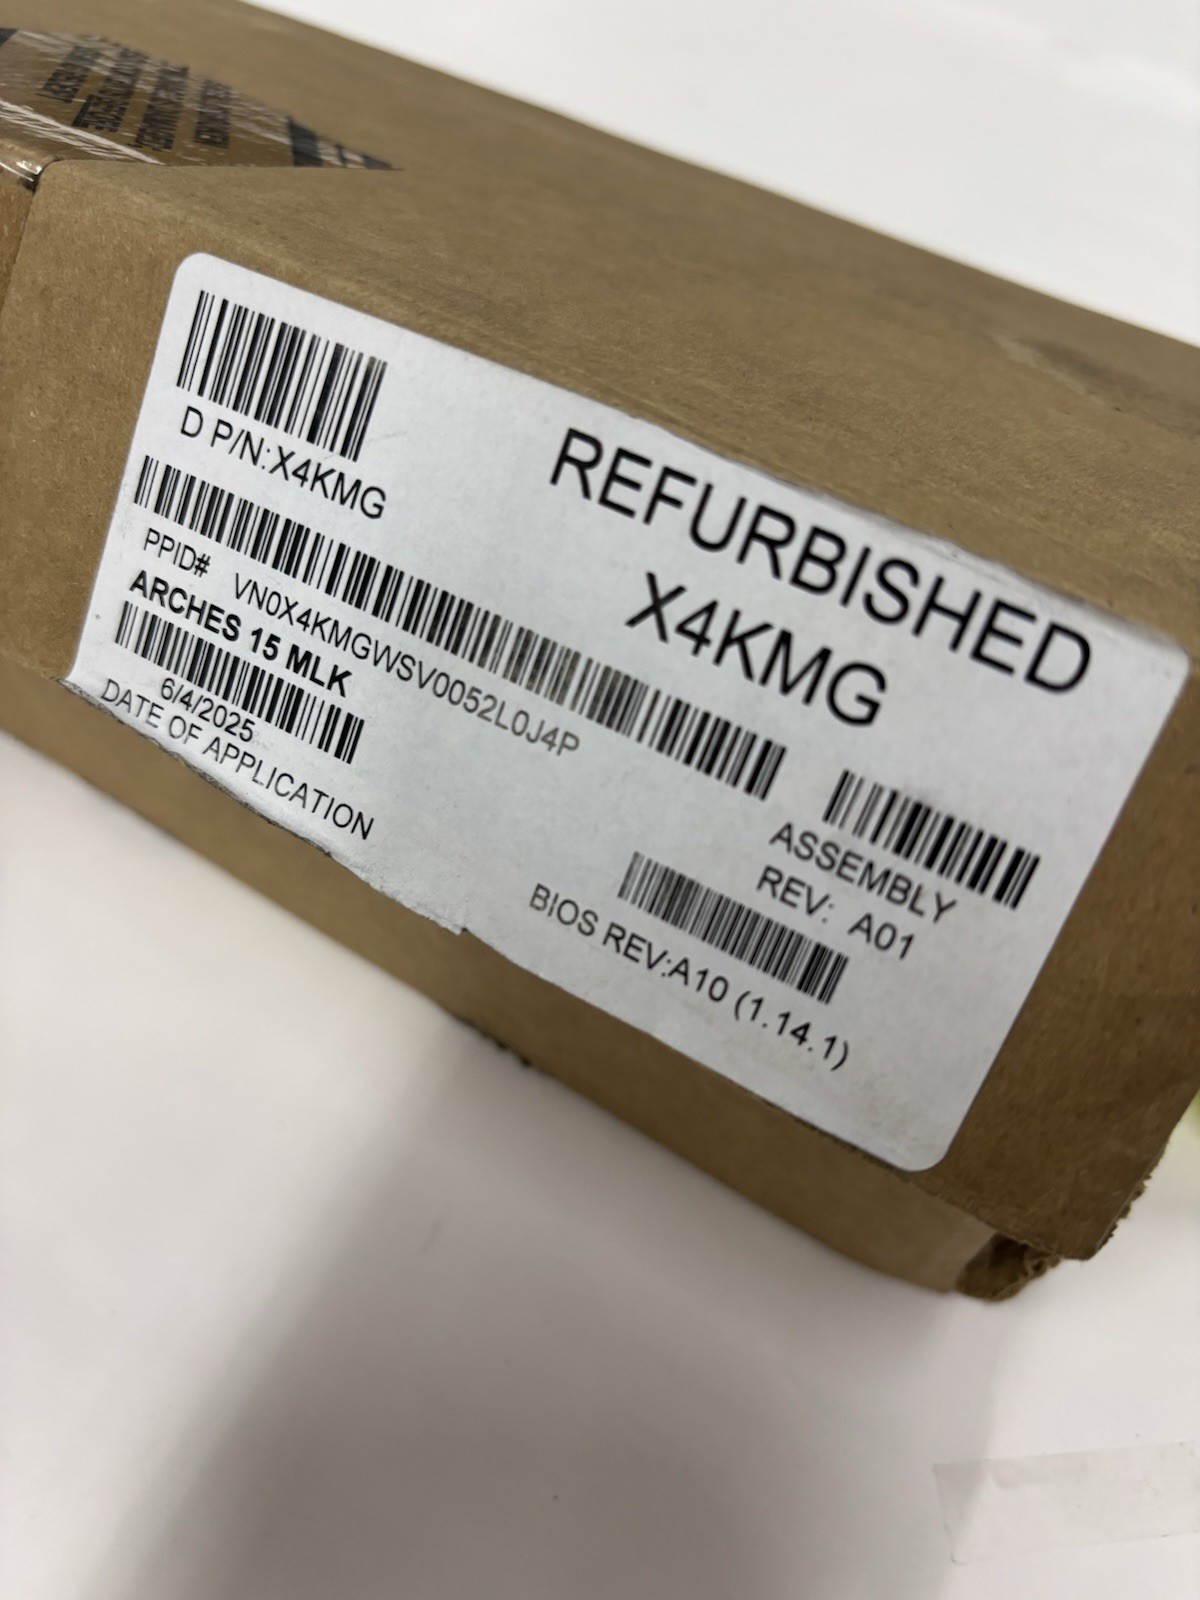 D P/N:X4KMG
REFURBISHED
X4KMG
PPID# VN0X4KMGWSV0052L0J4P
ARCHES 15 MLK
6/4/2025
DATE OF APPLICATION
ASSEMBLY
REV: A01
BIOS REV:A10 (1.14.1)